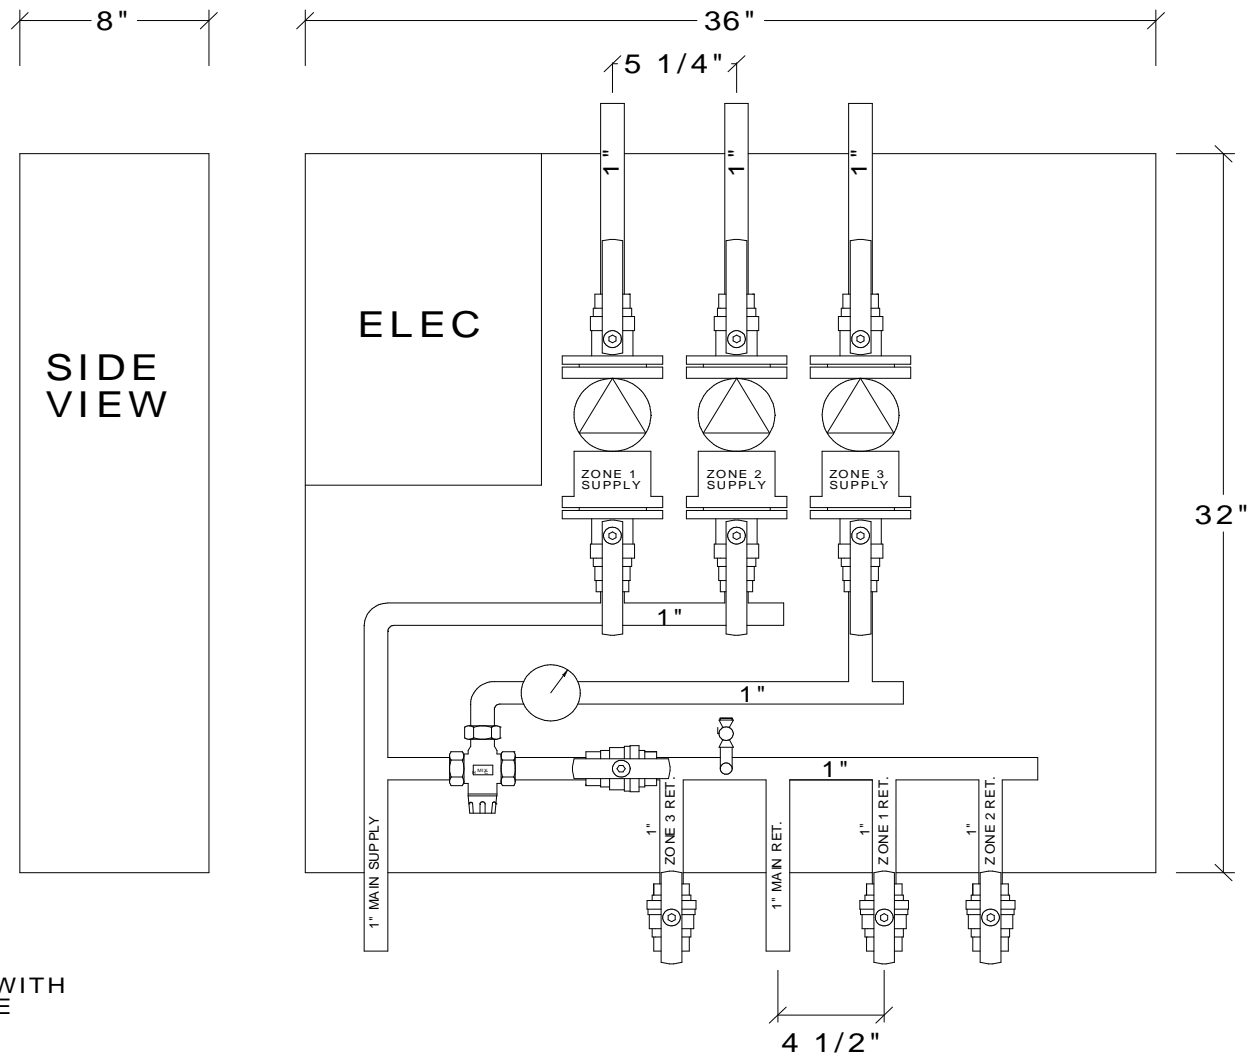 8"
36"
5 1/4"
1"
1"
1"
ELEC
SIDE
VIEW
ZONE 1
SUPPLY
ZONE 2
SUPPLY
ZONE 3
SUPPLY
32"
1"
1"
1"
1" MAIN SUPPLY
1"
ZONE 3 RET.
1" MAIN RET.
1"
ZONE 1 RET.
1"
ZONE 2 RET.
WITH
E
4 1/2"